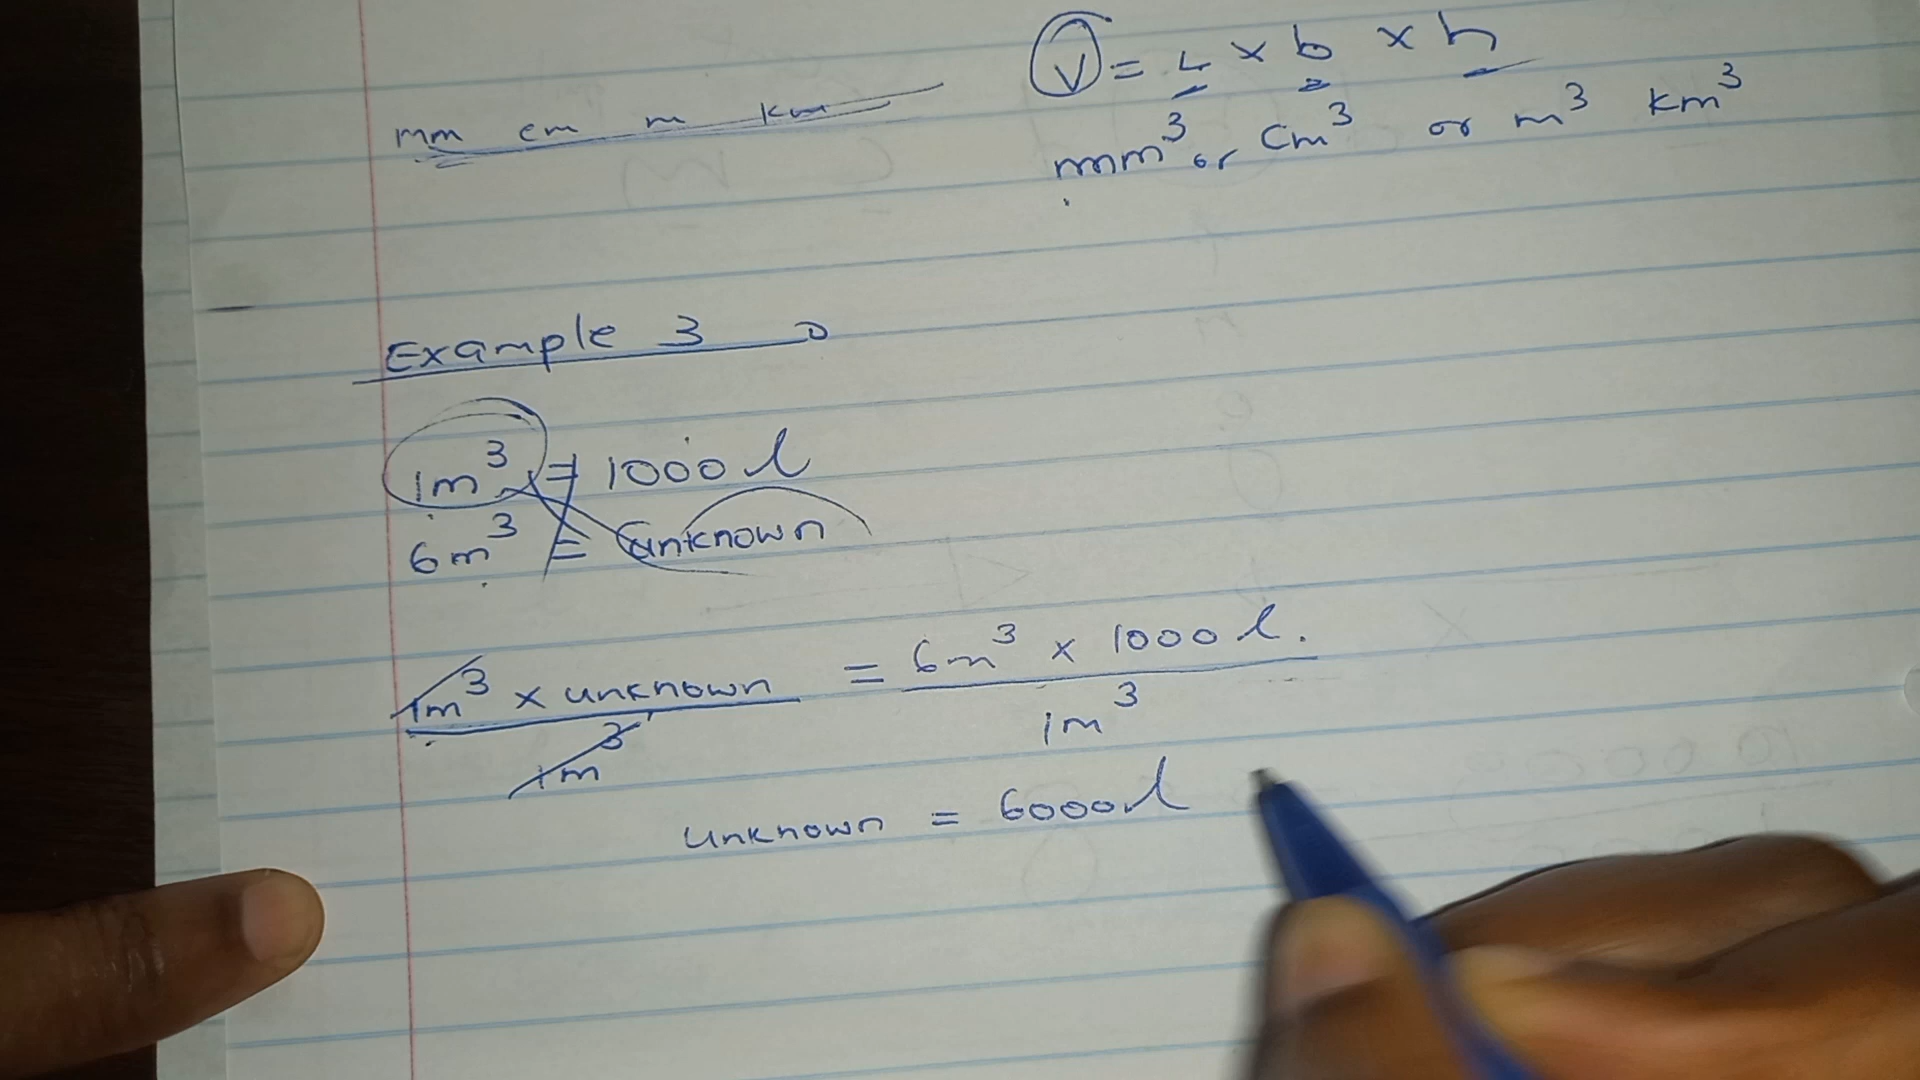 V = L × b × h
mm cm m km
mm³ or cm³ or m³ km³
Example 3
1m³ = 1000 l
6m³ = unknown
1m³ × unknown = 6m³ × 1000 l.
1m³ 1m³
unknown = 6000 l